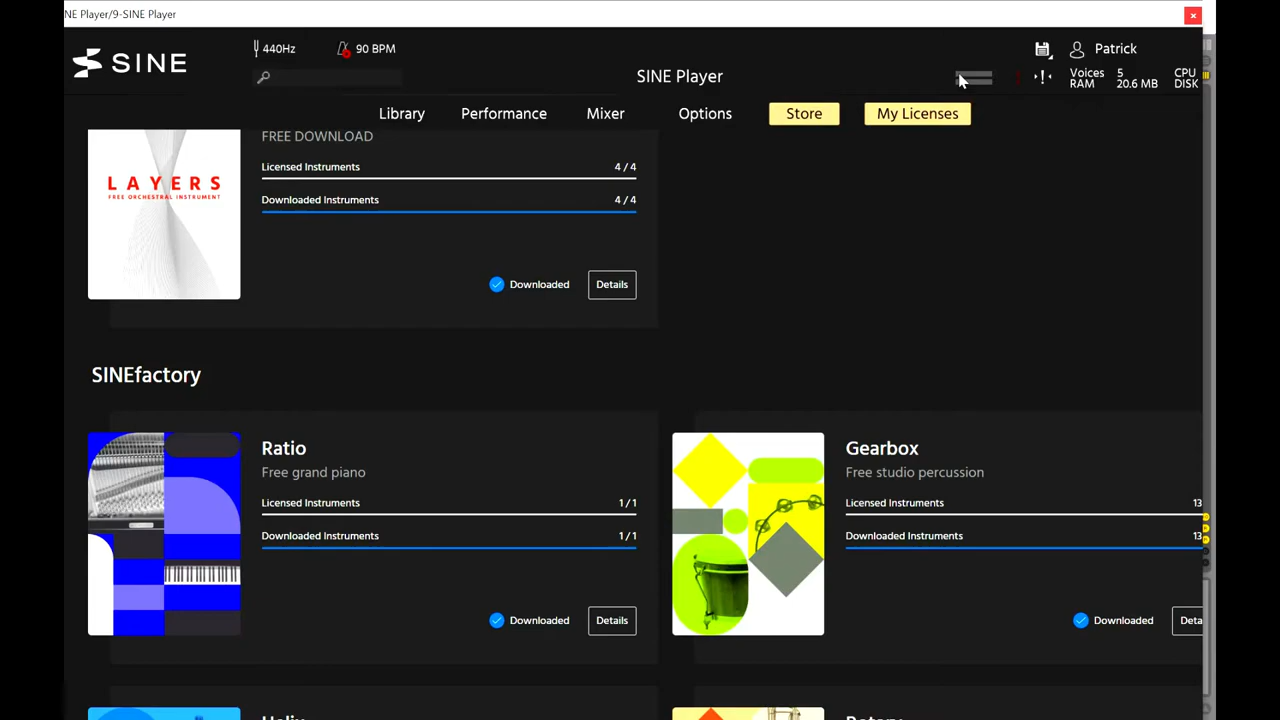 NE Player/9-SINE Player
SINE
440Hz
90 BPM
SINE Player
Patrick
Voices 5
RAM 20.6 MB
CPU
DISK
Library
Performance
Mixer
Options
Store
My Licenses
LAYERS
FREE ORCHESTRAL INSTRUMENT
FREE DOWNLOAD
Licensed Instruments 4 / 4
Downloaded Instruments 4 / 4
Downloaded
Details
SINEfactory
Ratio
Free grand piano
Licensed Instruments 1 / 1
Downloaded Instruments 1 / 1
Downloaded
Details
Gearbox
Free studio percussion
Licensed Instruments 13
Downloaded Instruments 13
Downloaded
Deta